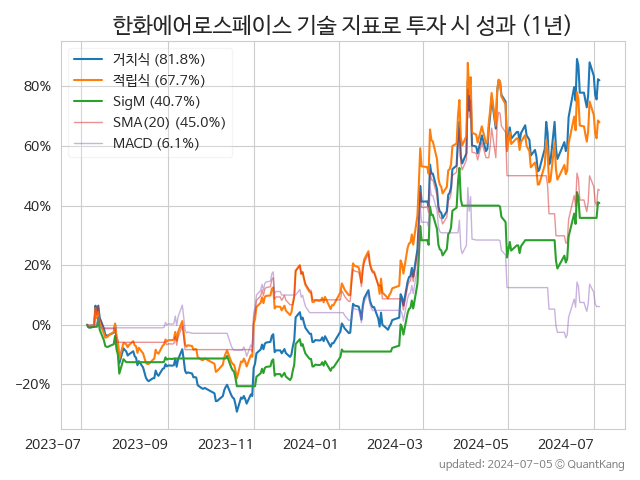 한화에어로스페이스 기술 지표로 투자 시 성과 (1년)
거치식 (81.8%)
적립식 (67.7%)
SigM (40.7%)
SMA(20) (45.0%)
MACD (6.1%)
80%
60%
40%
20%
0%
−20%
2023-07 2023-09 2023-11 2024-01 2024-03 2024-05 2024-07
updated: 2024-07-05 ⓒ QuantKang